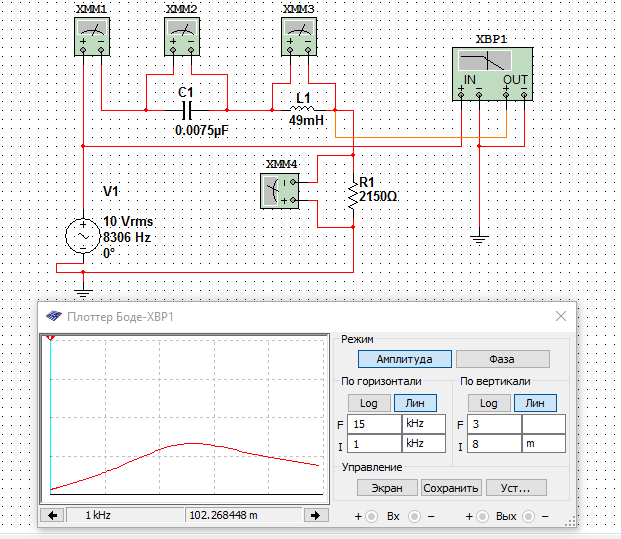 XMM1 XMM2 XMM3
+ − + − + −
XBP1
IN OUT
+ − + −
C1
0.0075µF
L1
49mH
XMM4
R1
2150Ω
V1
10 Vrms
8306 Hz
0°
Плоттер Боде-XBP1
Режим
Амплитуда Фаза
По горизонтали По вертикали
Log Лин Log Лин
F 15 kHz F 3
I 1 kHz I 8 m
Управление
Экран Сохранить Уст...
1 kHz 102.268448 m
+ Вх − + Вых −